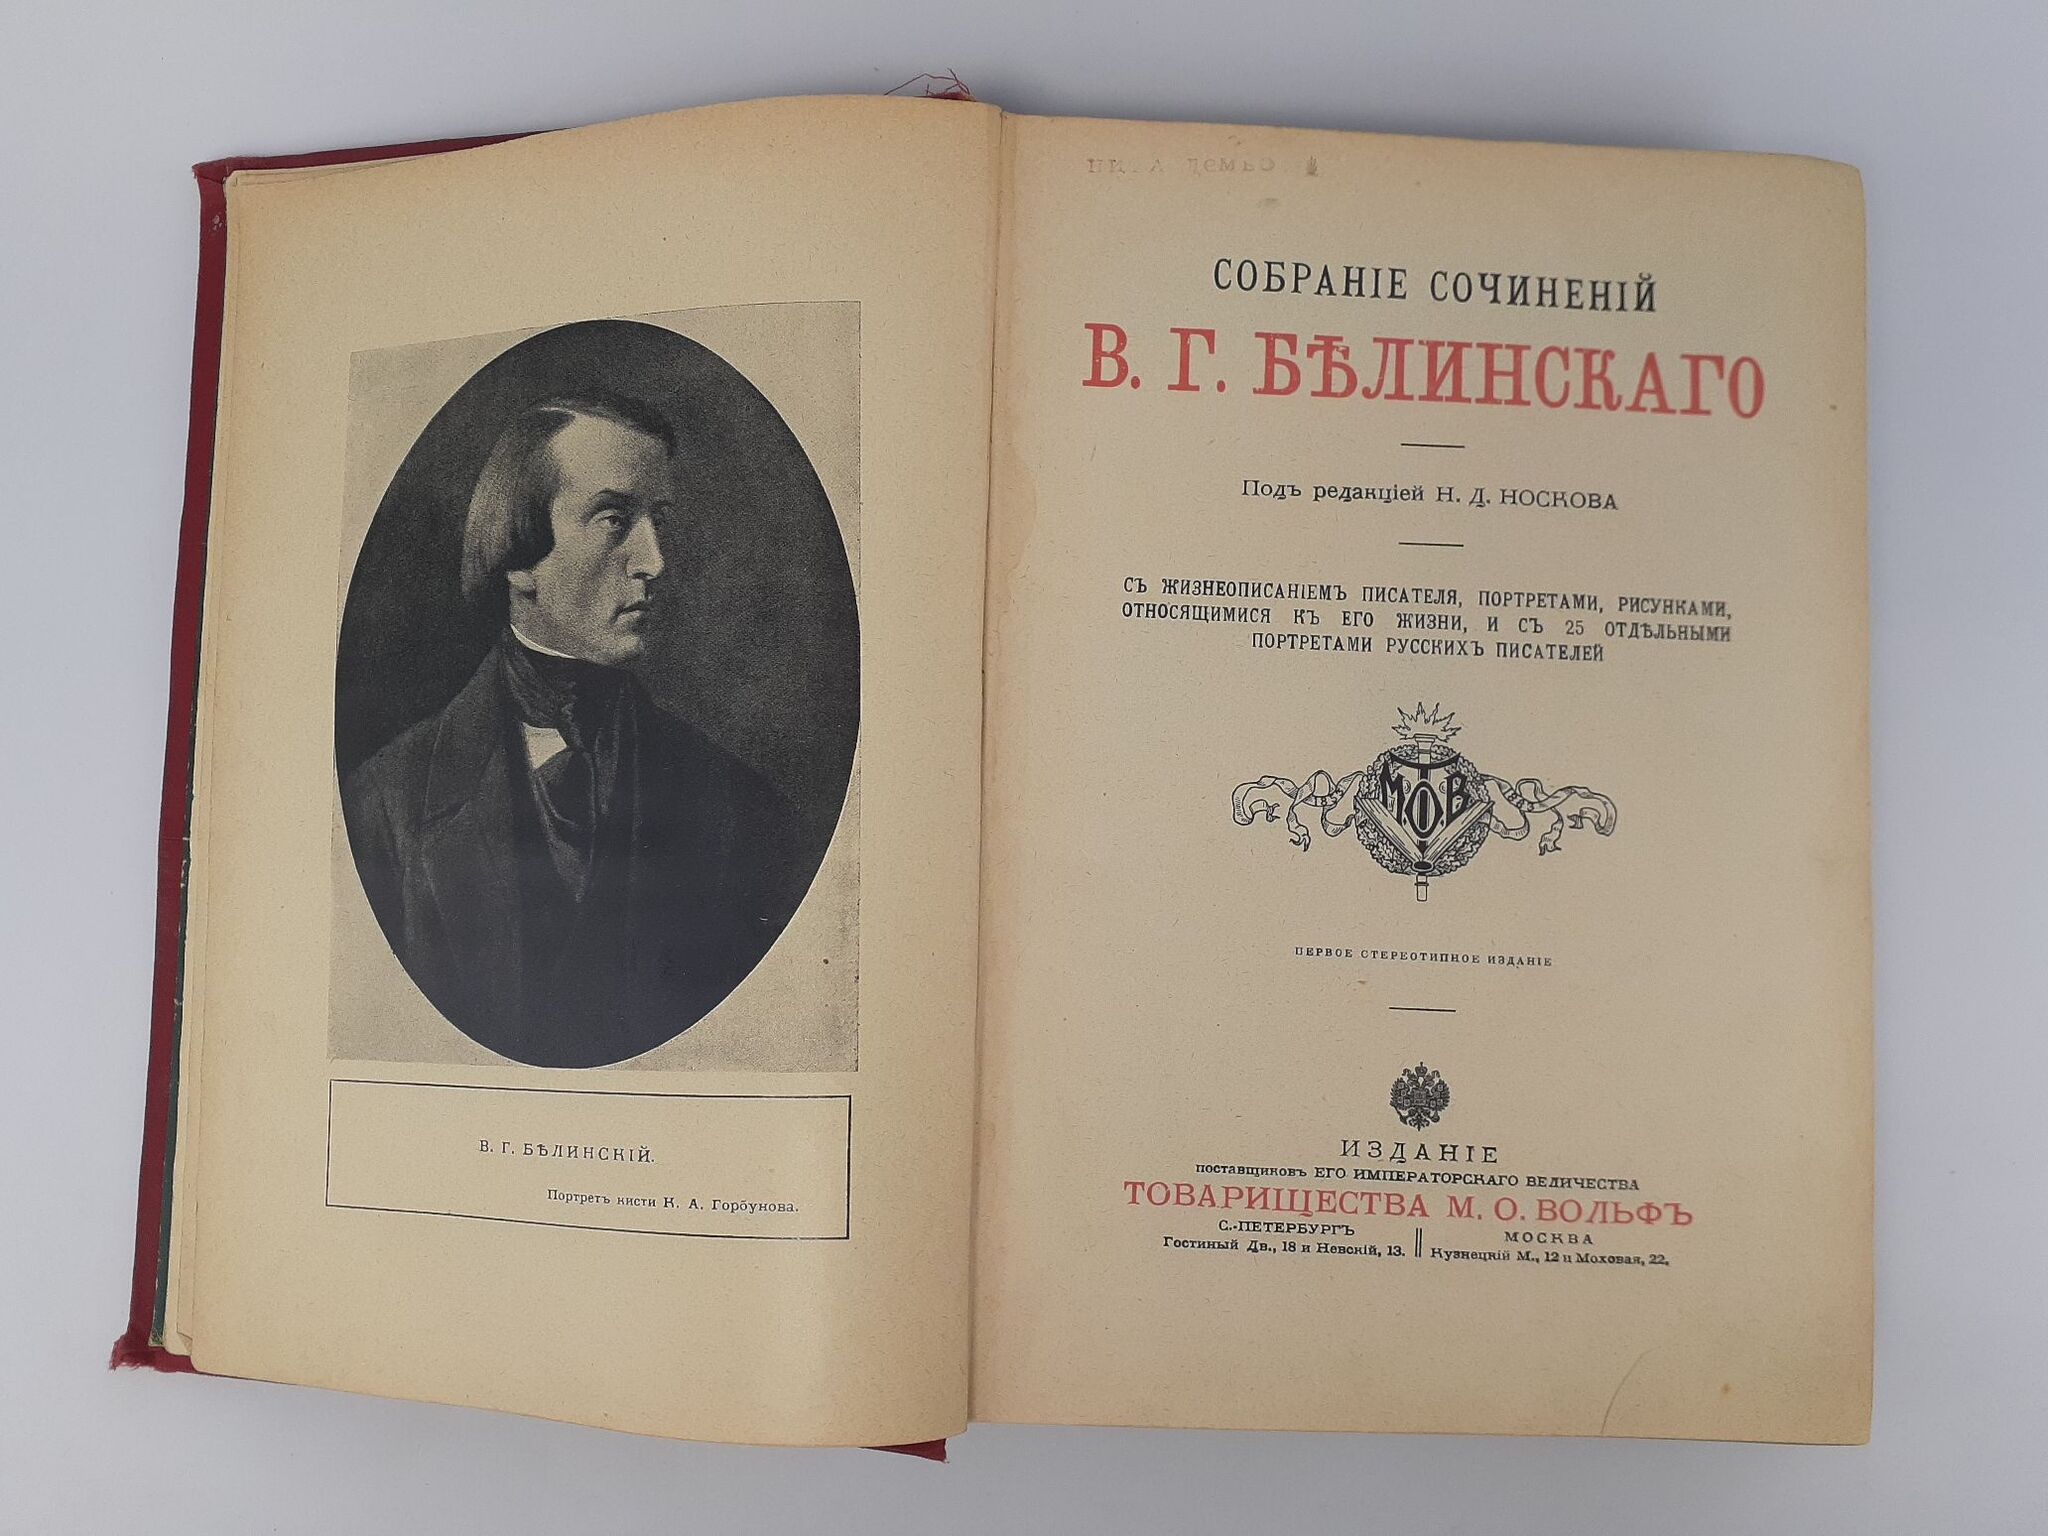 В. Г. БѢЛИНСКІЙ.
Портретъ кисти К. А. Горбунова.
СОБРАНІЕ СОЧИНЕНІЙ
В. Г. БѢЛИНСКАГО
Подъ редакціей Н. Д. НОСКОВА
СЪ ЖИЗНЕОПИСАНІЕМЪ ПИСАТЕЛЯ, ПОРТРЕТАМИ, РИСУНКАМИ,
ОТНОСЯЩИМИСЯ КЪ ЕГО ЖИЗНИ, И СЪ 25 ОТДѢЛЬНЫМИ
ПОРТРЕТАМИ РУССКИХЪ ПИСАТЕЛЕЙ
Т
М.О.В
ПЕРВОЕ СТЕРЕОТИПНОЕ ИЗДАНІЕ
ИЗДАНІЕ
поставщиковъ ЕГО ИМПЕРАТОРСКАГО ВЕЛИЧЕСТВА
ТОВАРИЩЕСТВА М. О. ВОЛЬФЪ
С.-ПЕТЕРБУРГЪ
Гостиный Дв., 18 и Невскій, 13.
МОСКВА
Кузнецкій М., 12 и Моховая, 22.